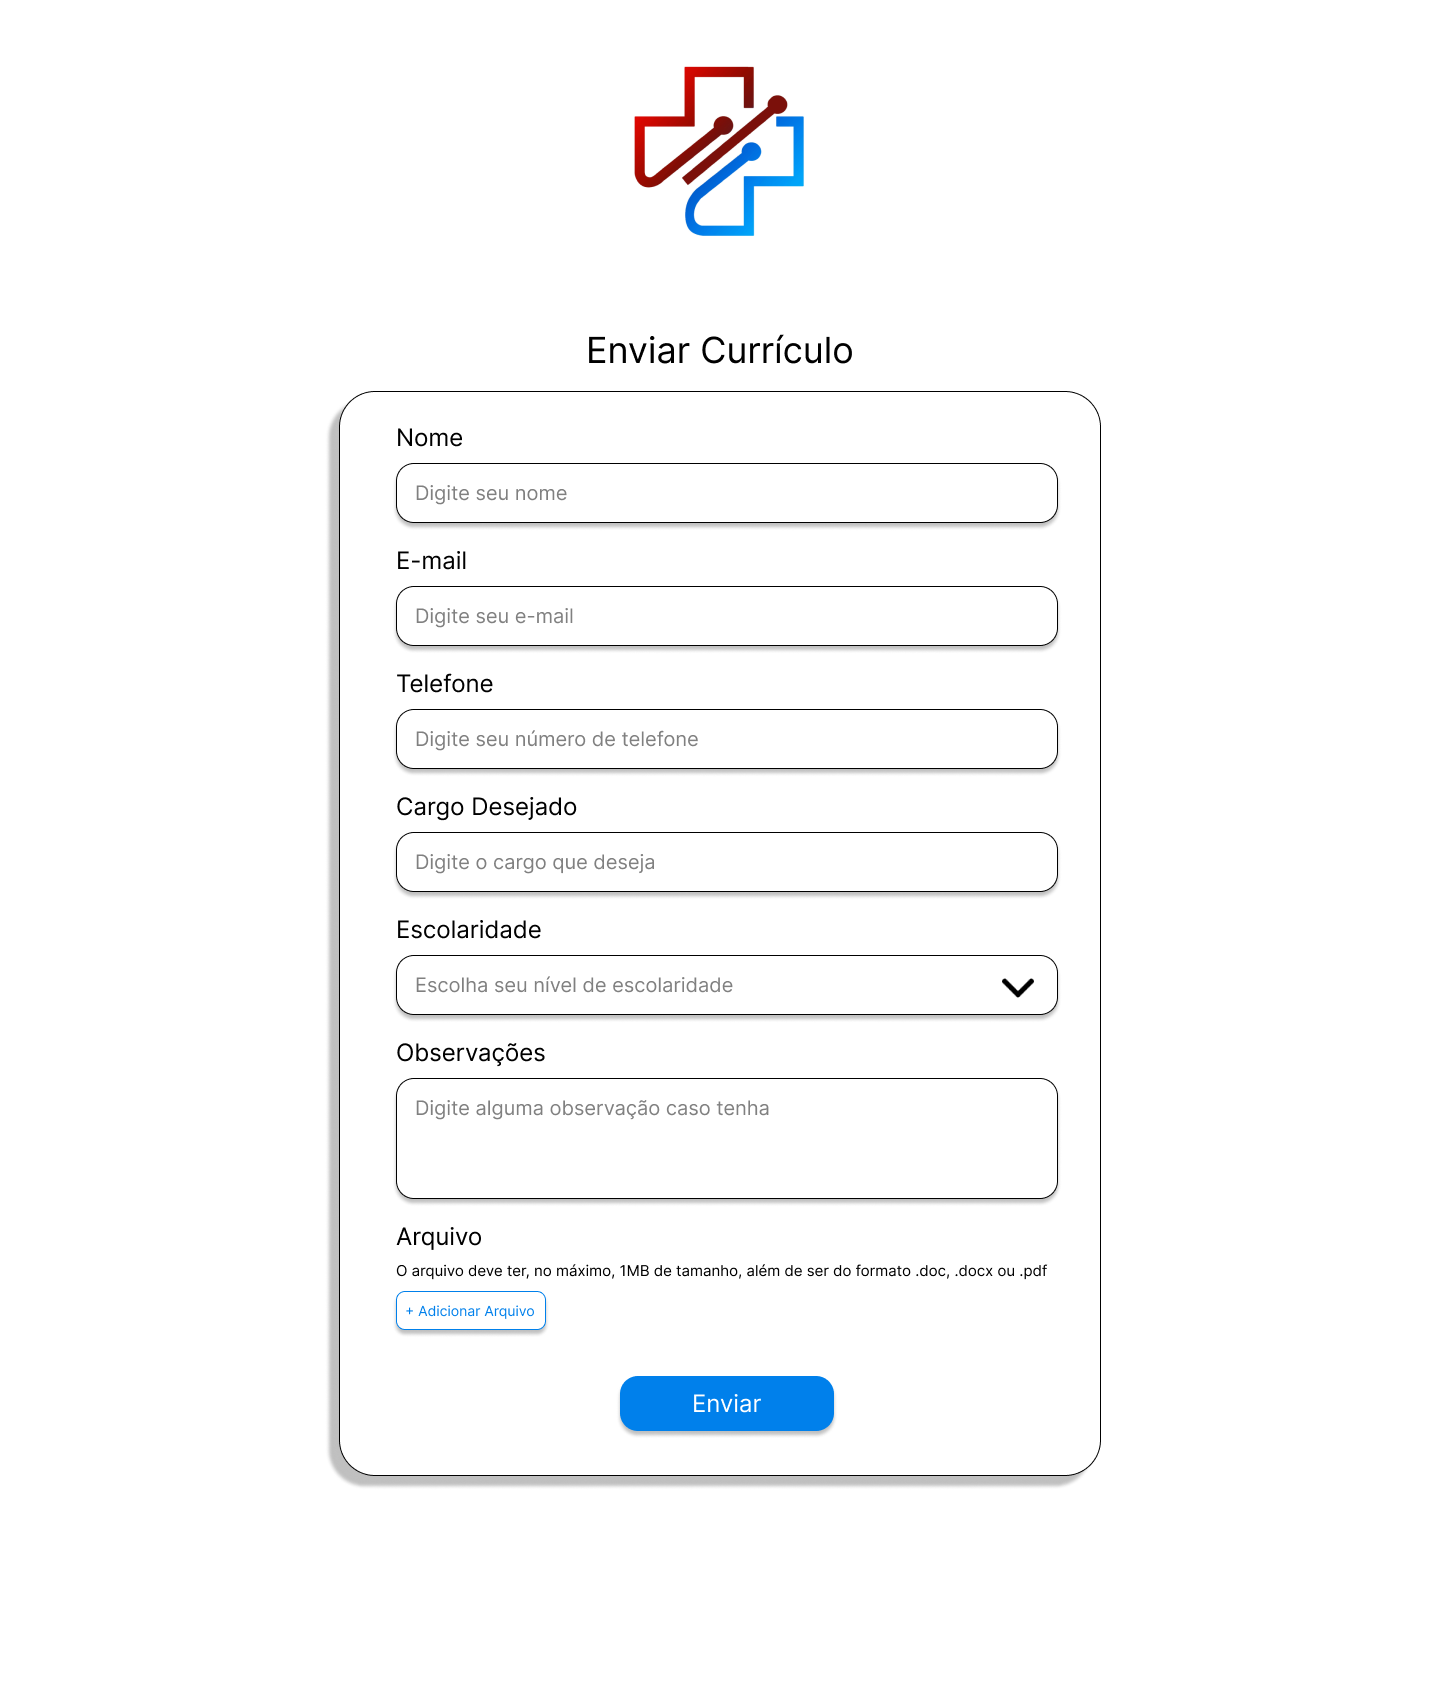 Enviar Currículo
Nome
Digite seu nome
E-mail
Digite seu e-mail
Telefone
Digite seu número de telefone
Cargo Desejado
Digite o cargo que deseja
Escolaridade
Escolha seu nível de escolaridade
Observações
Digite alguma observação caso tenha
Arquivo
O arquivo deve ter, no máximo, 1MB de tamanho, além de ser do formato .doc, .docx ou .pdf
+ Adicionar Arquivo
Enviar